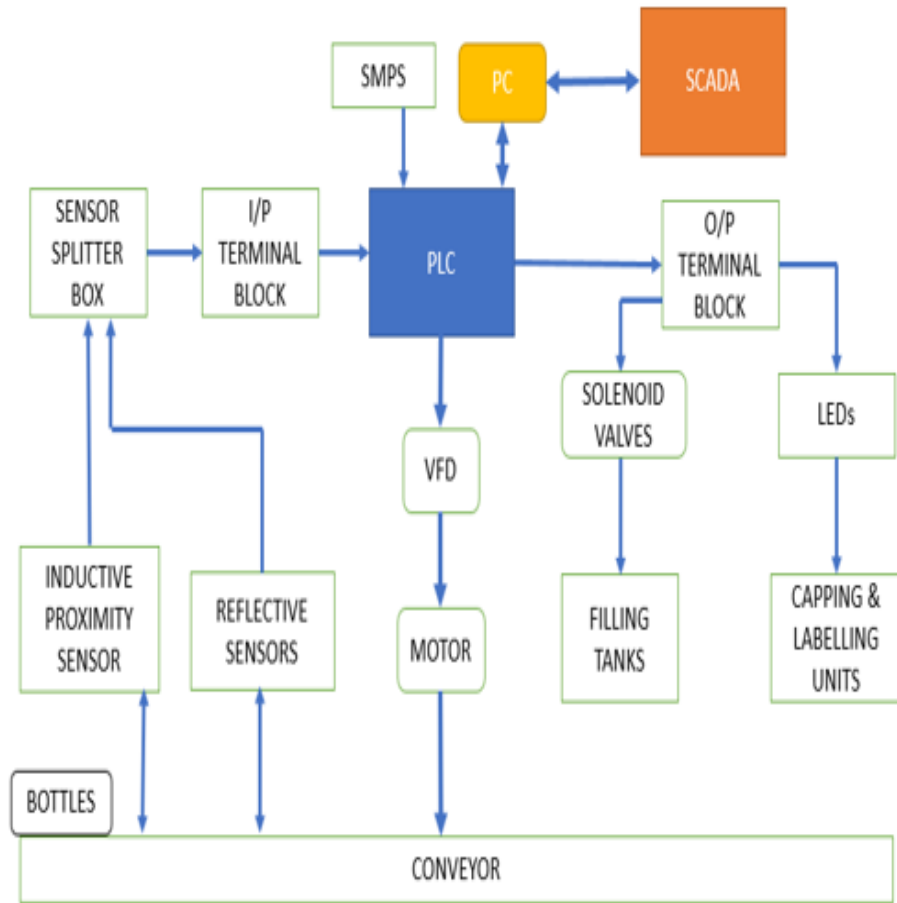 SMPS
PC
SCADA
SENSOR
SPLITTER
BOX
I/P
TERMINAL
BLOCK
PLC
O/P
TERMINAL
BLOCK
SOLENOID
VALVES
LEDs
VFD
INDUCTIVE
PROXIMITY
SENSOR
REFLECTIVE
SENSORS
MOTOR
FILLING
TANKS
CAPPING &
LABELLING
UNITS
BOTTLES
CONVEYOR